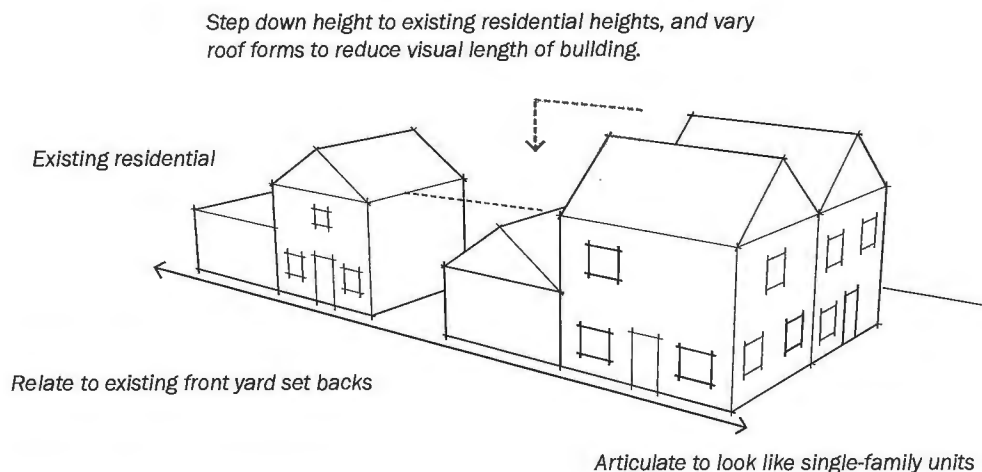 Step down height to existing residential heights, and vary
roof forms to reduce visual length of building.
Existing residential
Relate to existing front yard set backs
Articulate to look like single-family units